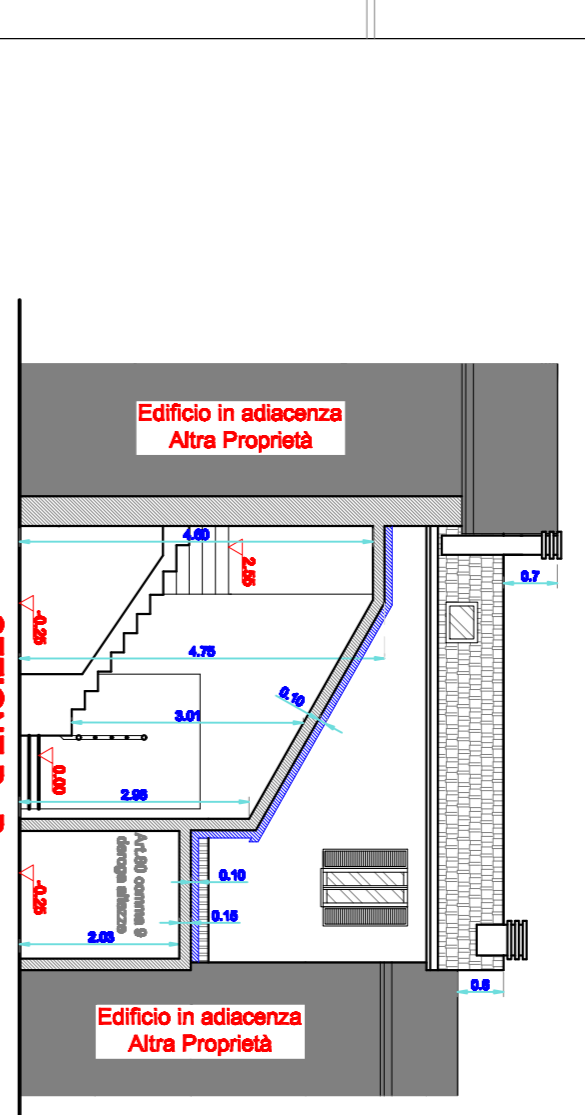 Edificio in adiacenza
Altra Proprietà
4.60
2.55
0.7
-0.25
4.75
0.10
3.01
0.00
2.95
Art.80 comma 9
deroga altezze
0.10
0.15
-0.25
2.03
0.5
Edificio in adiacenza
Altra Proprietà